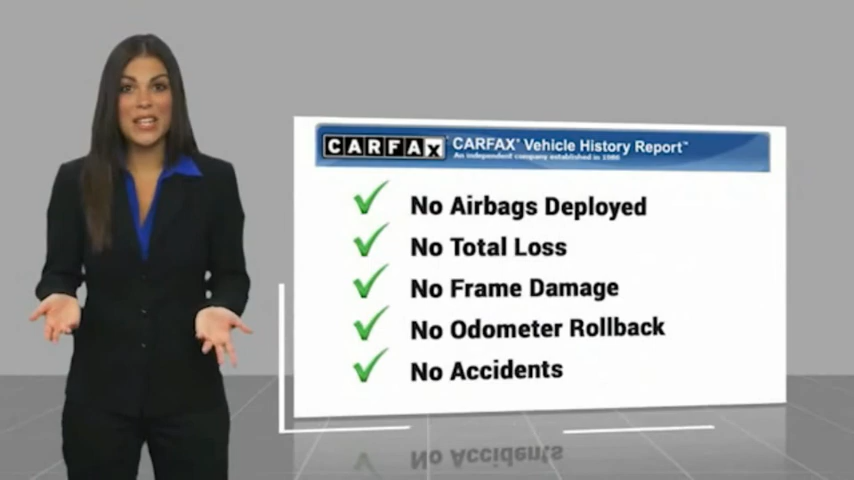 CARFAX CARFAX® Vehicle History Report™
An independent company established in 1986
No Airbags Deployed
No Total Loss
No Frame Damage
No Odometer Rollback
No Accidents
No Accidents